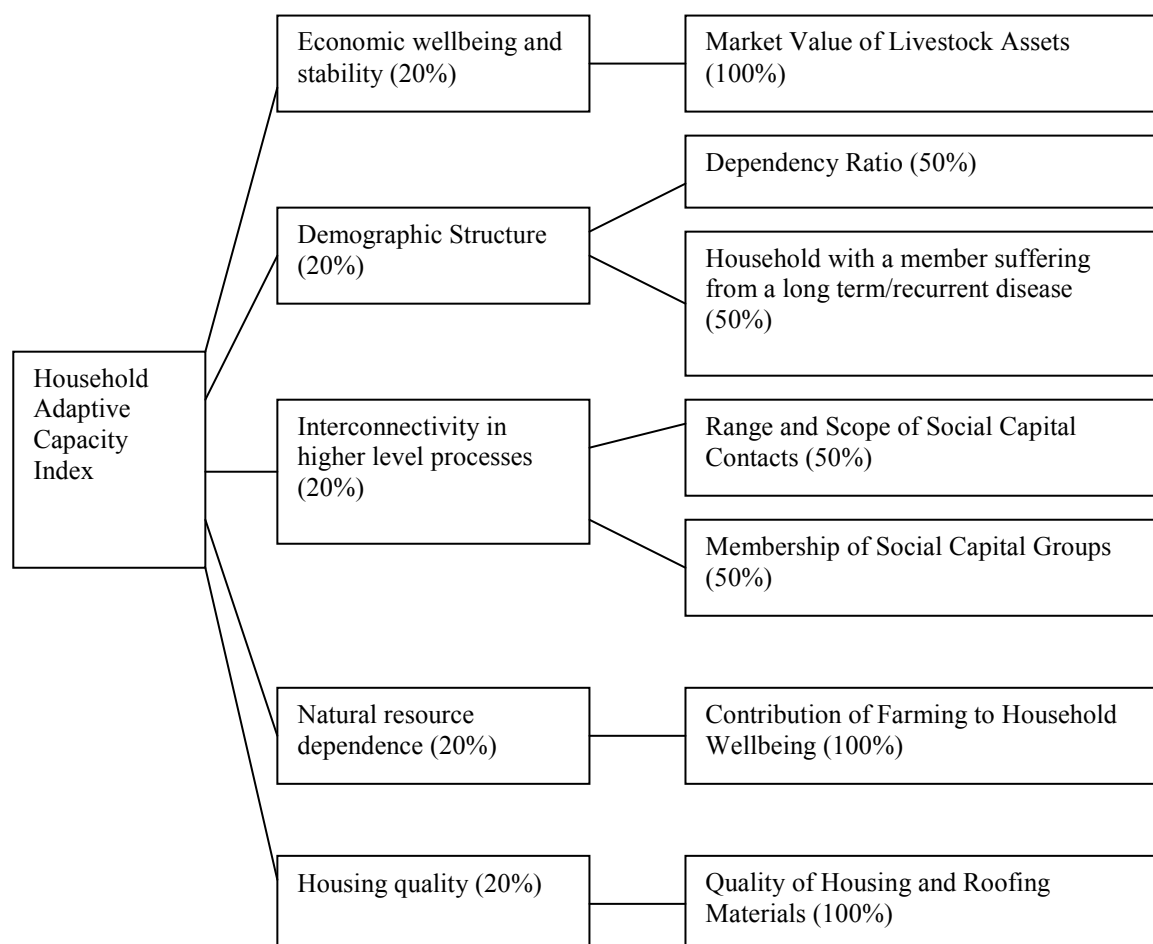 Economic wellbeing and
stability (20%)
Market Value of Livestock Assets
(100%)
Dependency Ratio (50%)
Demographic Structure
(20%)
Household with a member suffering
from a long term/recurrent disease
(50%)
Household
Adaptive
Capacity
Index
Interconnectivity in
higher level processes
(20%)
Range and Scope of Social Capital
Contacts (50%)
Membership of Social Capital Groups
(50%)
Natural resource
dependence (20%)
Contribution of Farming to Household
Wellbeing (100%)
Housing quality (20%)
Quality of Housing and Roofing
Materials (100%)